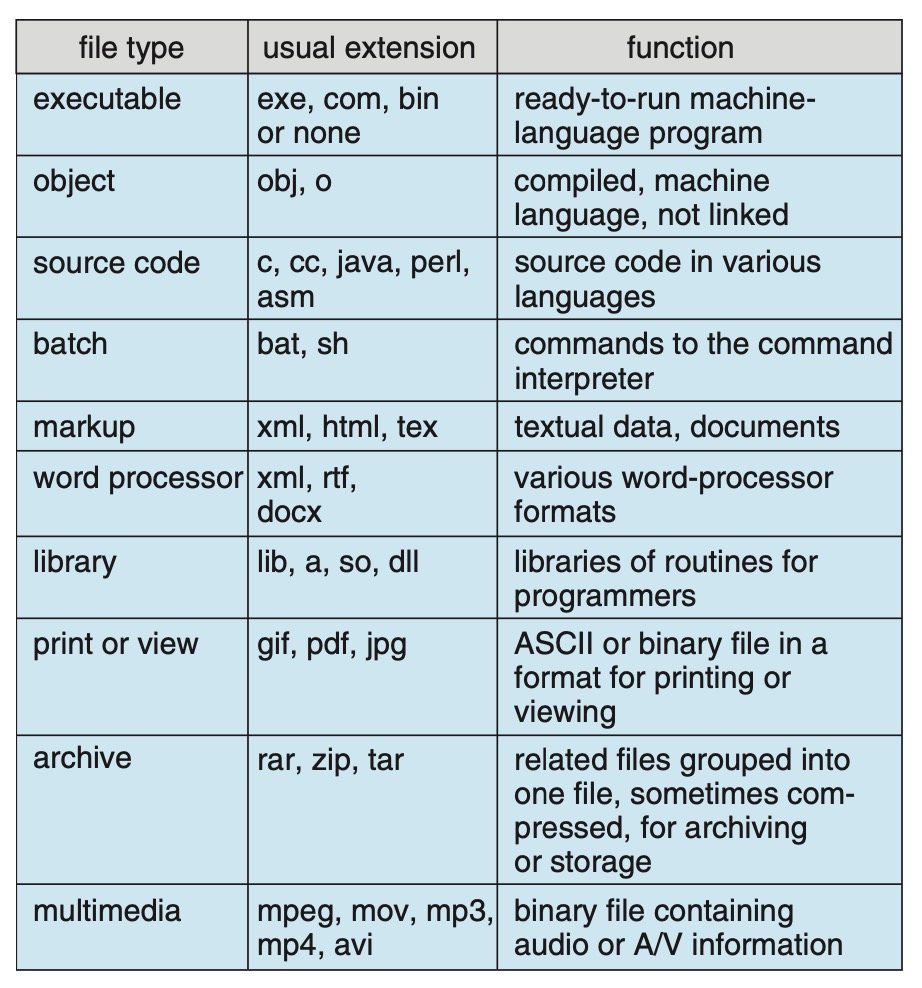 file type usual extension function
executable exe, com, bin ready-to-run machine-
or none language program
object obj, o compiled, machine
language, not linked
source code c, cc, java, perl, source code in various
asm languages
batch bat, sh commands to the command
interpreter
markup xml, html, tex textual data, documents
word processor xml, rtf, various word-processor
docx formats
library lib, a, so, dll libraries of routines for
programmers
print or view gif, pdf, jpg ASCII or binary file in a
format for printing or
viewing
archive rar, zip, tar related files grouped into
one file, sometimes com-
pressed, for archiving
or storage
multimedia mpeg, mov, mp3, binary file containing
mp4, avi audio or A/V information